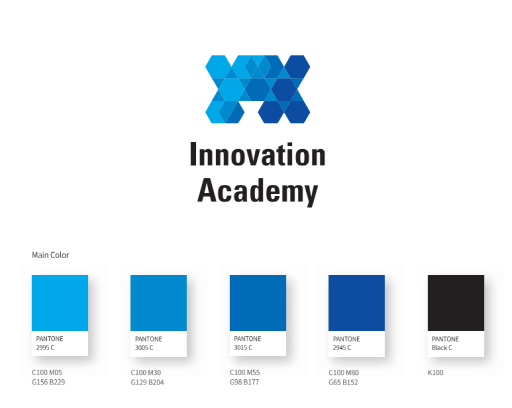 Innovation
Academy
Main Color
PANTONE
2995 C
PANTONE
3005 C
PANTONE
3015 C
PANTONE
2945 C
PANTONE
Black C
C100 M05
G156 B229
C100 M30
G129 B204
C100 M55
G98 B177
C100 M80
G65 B152
K100